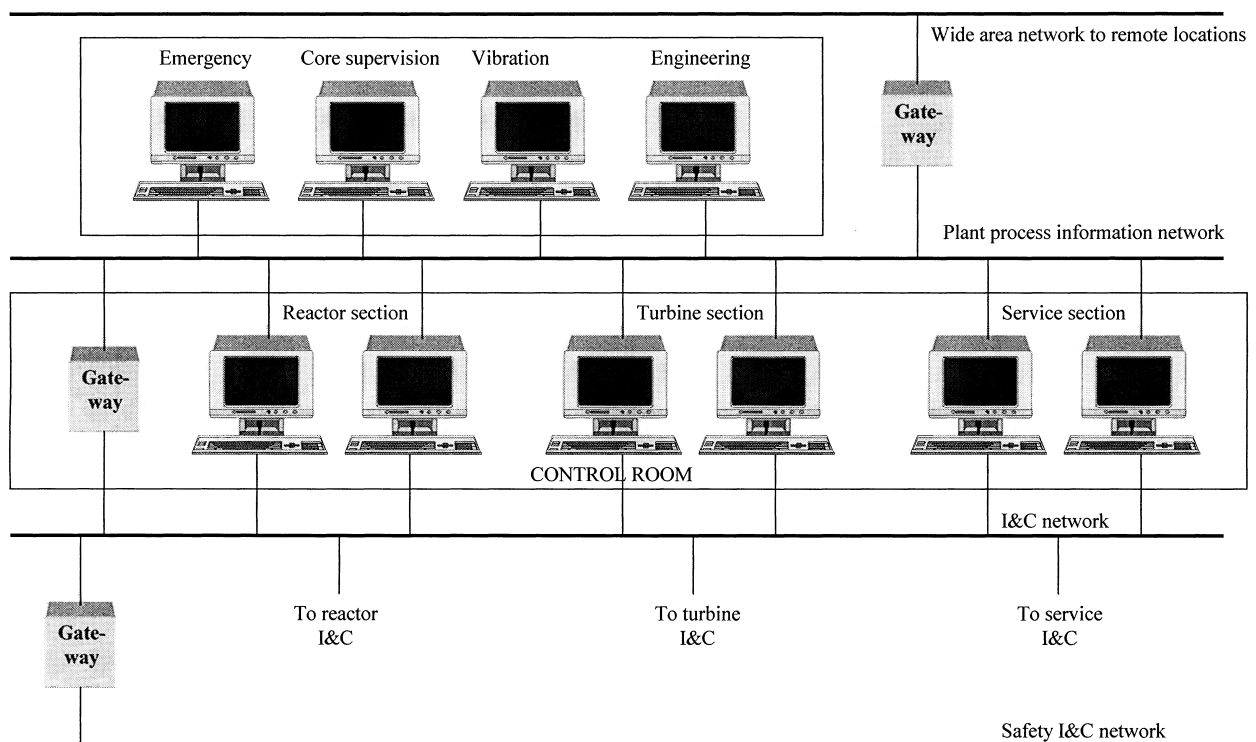 Wide area network to remote locations
Emergency
Core supervision
Vibration
Engineering
Gate-
way
Plant process information network
Reactor section
Turbine section
Service section
Gate-
way
CONTROL ROOM
I&C network
To reactor
I&C
To turbine
I&C
To service
I&C
Gate-
way
Safety I&C network